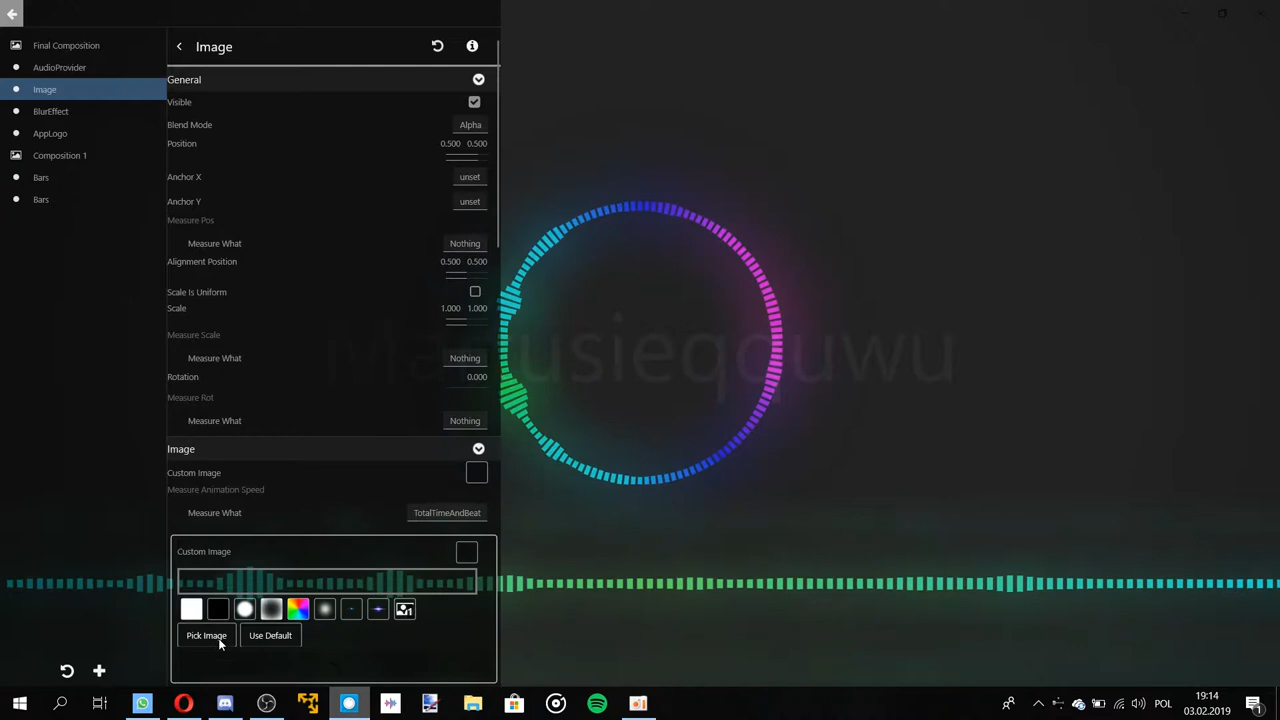 Final Composition
AudioProvider
Image
BlurEffect
AppLogo
Composition 1
Bars
Bars
Image
General
Visible
Blend Mode Alpha
Position 0.500 0.500
Anchor X unset
Anchor Y unset
Measure Pos
Measure What Nothing
Alignment Position 0.500 0.500
Scale Is Uniform
Scale 1.000 1.000
Measure Scale
Measure What Nothing
Rotation 0.000
Measure Rot
Measure What Nothing
Image
Custom Image
Measure Animation Speed
Measure What TotalTimeAndBeat
Custom Image
Pick Image Use Default
POL
19:14
03.02.2019